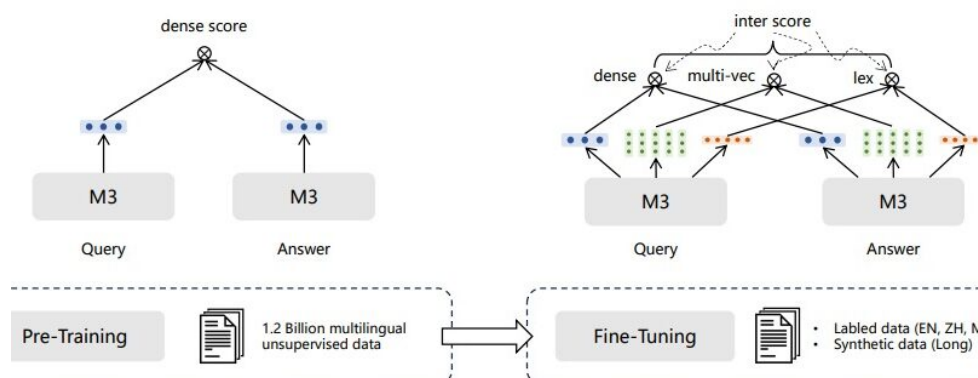 dense score
M3
M3
Query
Answer
inter score
dense
multi-vec
lex
M3
M3
Query
Answer
Pre-Training
1.2 Billion multilingual
unsupervised data
Fine-Tuning
• Labled data (EN, ZH, M
• Synthetic data (Long)